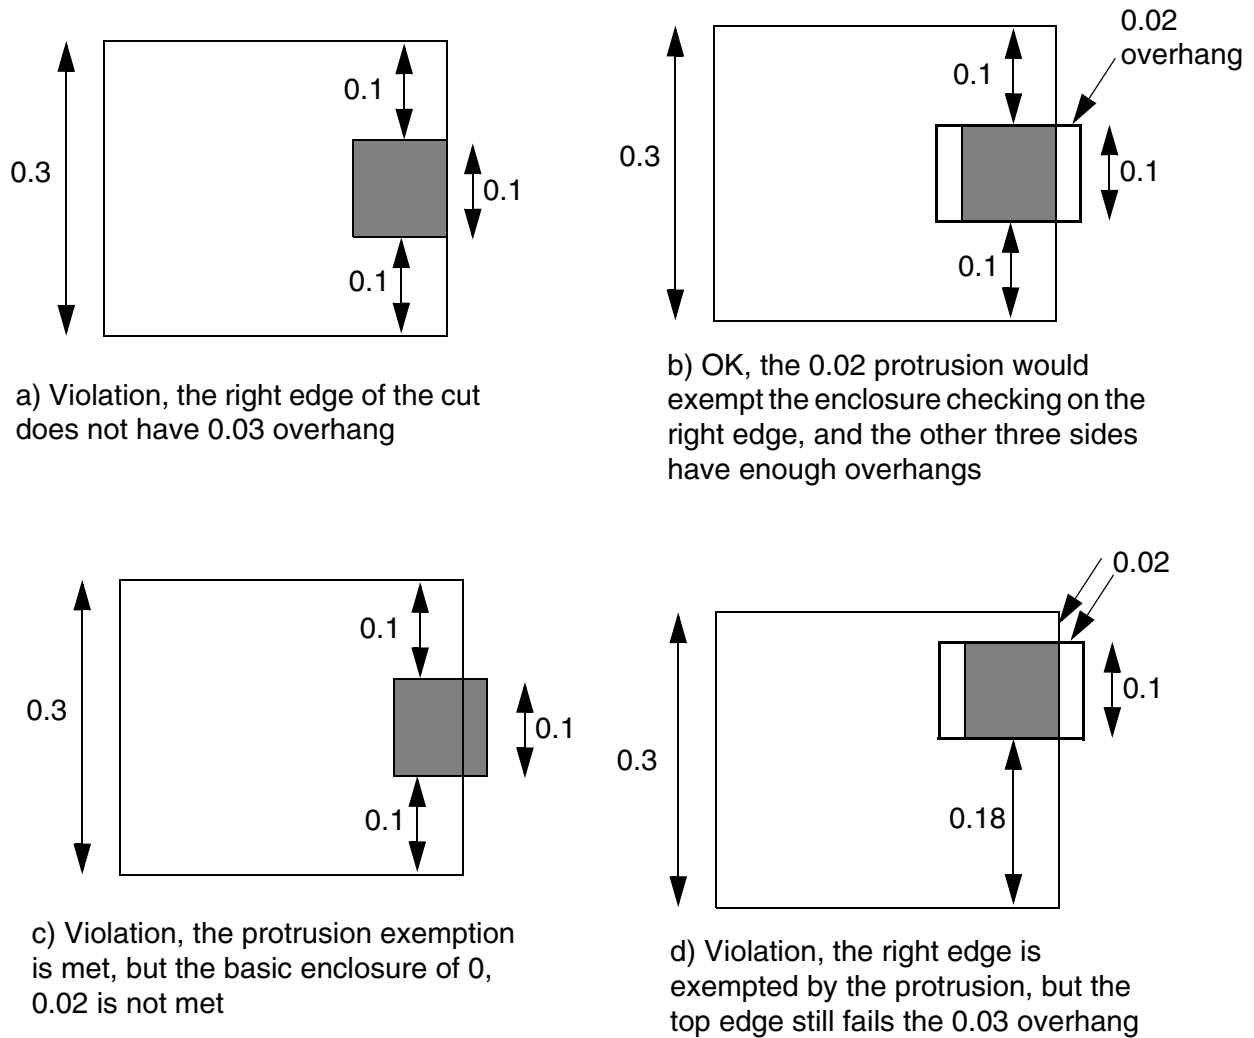 0.3
0.1
0.1
0.1
a) Violation, the right edge of the cut
does not have 0.03 overhang
0.02
overhang
0.3
0.1
0.1
0.1
b) OK, the 0.02 protrusion would
exempt the enclosure checking on the
right edge, and the other three sides
have enough overhangs
0.3
0.1
0.1
0.1
c) Violation, the protrusion exemption
is met, but the basic enclosure of 0,
0.02 is not met
0.02
0.3
0.1
0.18
d) Violation, the right edge is
exempted by the protrusion, but the
top edge still fails the 0.03 overhang